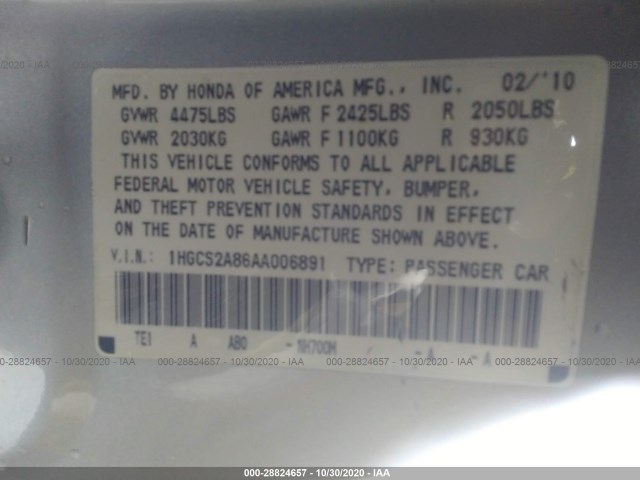 MFD. BY HONDA OF AMERICA MFG., INC. 02/'10
GVWR 4475LBS GAWR F 2425LBS R 2050LBS
GVWR 2030KG GAWR F 1100KG R 930KG
THIS VEHICLE CONFORMS TO ALL APPLICABLE
FEDERAL MOTOR VEHICLE SAFETY, BUMPER,
AND THEFT PREVENTION STANDARDS IN EFFECT
ON THE DATE OF MANUFACTURE SHOWN ABOVE.
V.I.N.: 1HGCS2A86AA006891 TYPE: PASSENGER CAR
TE1 A AB0 - NH700M - A - A
000-28824657 - 10/30/2020 - IAA